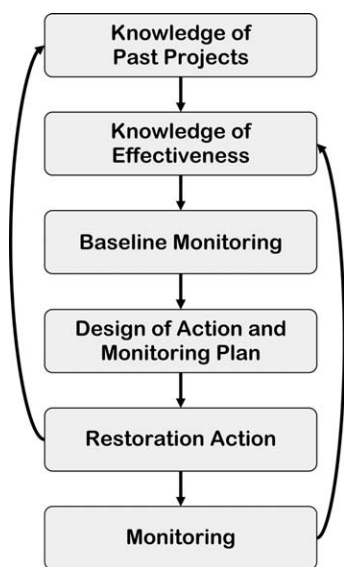 Knowledge of
Past Projects
Knowledge of
Effectiveness
Baseline Monitoring
Design of Action and
Monitoring Plan
Restoration Action
Monitoring